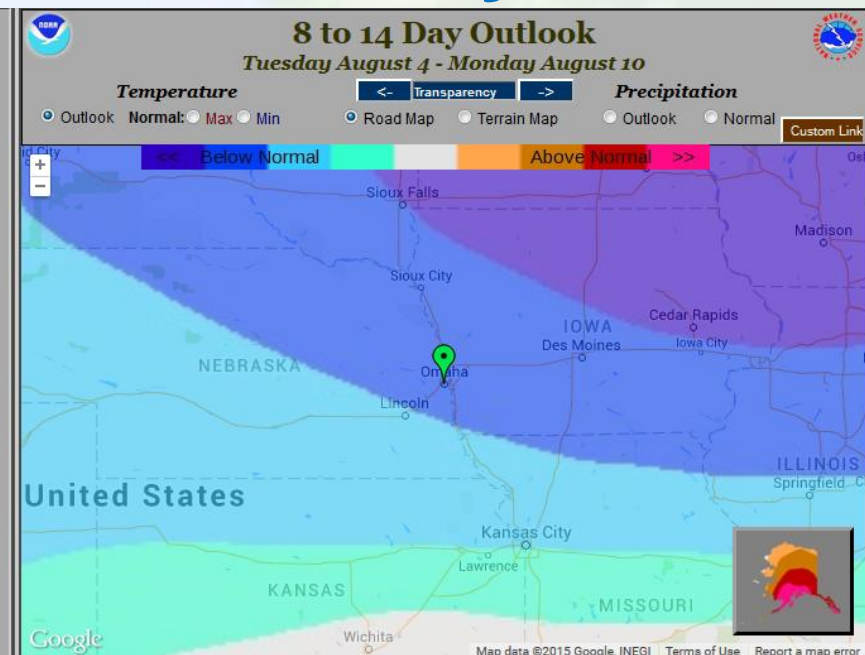 NOAA
8 to 14 Day Outlook
Tuesday August 4 - Monday August 10
Temperature
<- Transparency ->
Precipitation
Outlook Normal: Max Min
Road Map Terrain Map
Outlook Normal
Custom Link
<< Below Normal Above Normal >>
+
-
Sioux Falls
Madison
Sioux City
Cedar Rapids
IOWA
Des Moines
Iowa City
NEBRASKA
Omaha
Lincoln
ILLINOIS
Springfield
United States
Kansas City
Lawrence
KANSAS
MISSOURI
Wichita
Google
Map data ©2015 Google, INEGI Terms of Use Report a map error